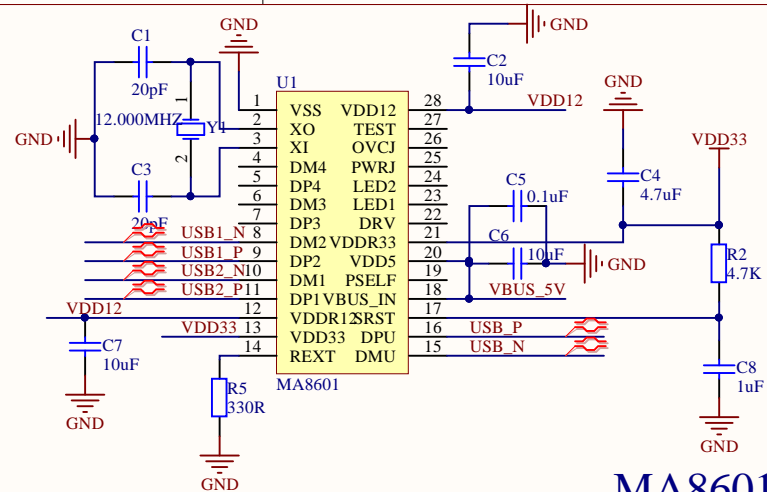 GND
C1
20pF
GND
12.000MHZ
1
Y1
2
GND
C3
20pF
C2
10uF
GND
U1
1 VSS VDD12 28 VDD12
2 XO TEST 27
3 XI OVCJ 26
4 DM4 PWRJ 25
5 DP4 LED2 24
6 DM3 LED1 23
7 DP3 DRV 22
USB1_N 8 DM2 VDDR33 21
USB1_P 9 DP2 VDD5 20
USB2_N 10 DM1 PSELF 19
USB2_P 11 DP1 VBUS_IN 18 VBUS_5V
VDD12 12 VDDR12 SRST 17
VDD33 13 VDD33 DPU 16 USB_P
14 REXT DMU 15 USB_N
MA8601
C7
10uF
GND
R5
330R
GND
C5
0.1uF
C6
10uF
GND
GND
C4
4.7uF
VDD33
R2
4.7K
C8
1uF
GND
MA8601